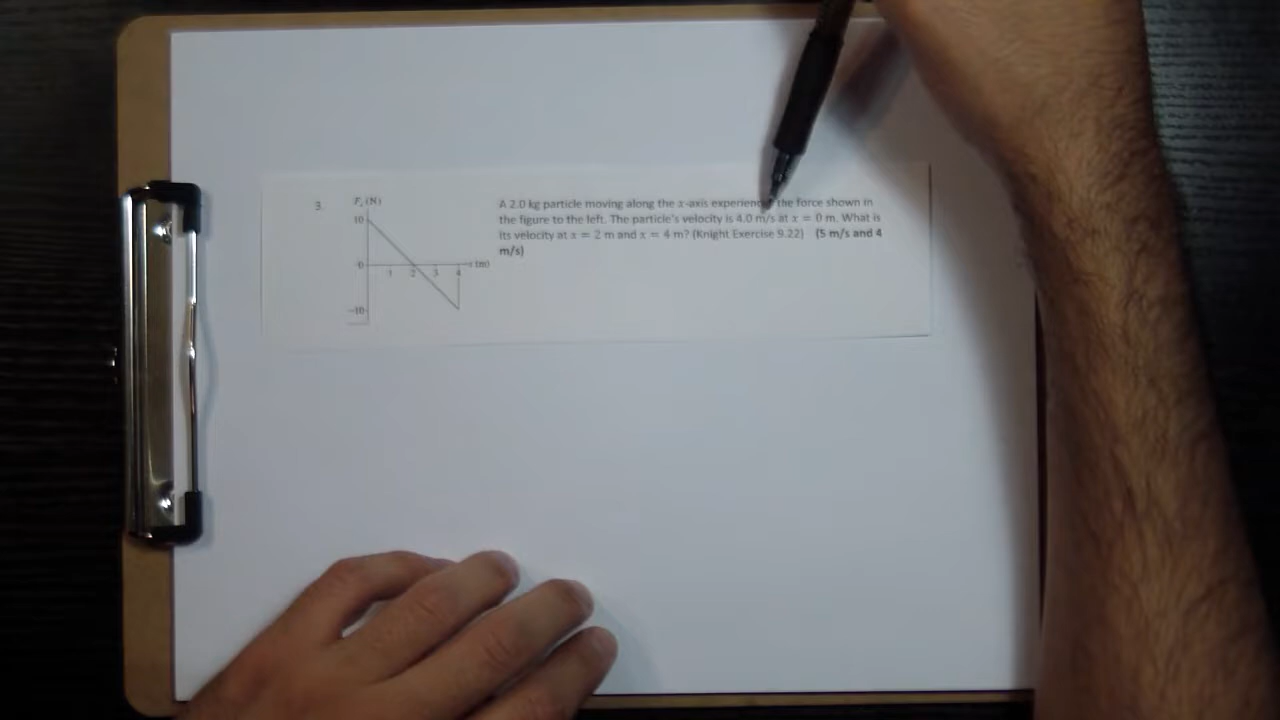 3.
F (N)
10
0
-10
1 2 3 4
x (m)
A 2.0 kg particle moving along the x-axis the force shown in
the figure to the left. The particle's velocity is 4.0 m/s at x = 0 m. What is
its velocity at x = 2 m and x = 4 m? (Knight Exercise 9.22) (5 m/s and 4
m/s)